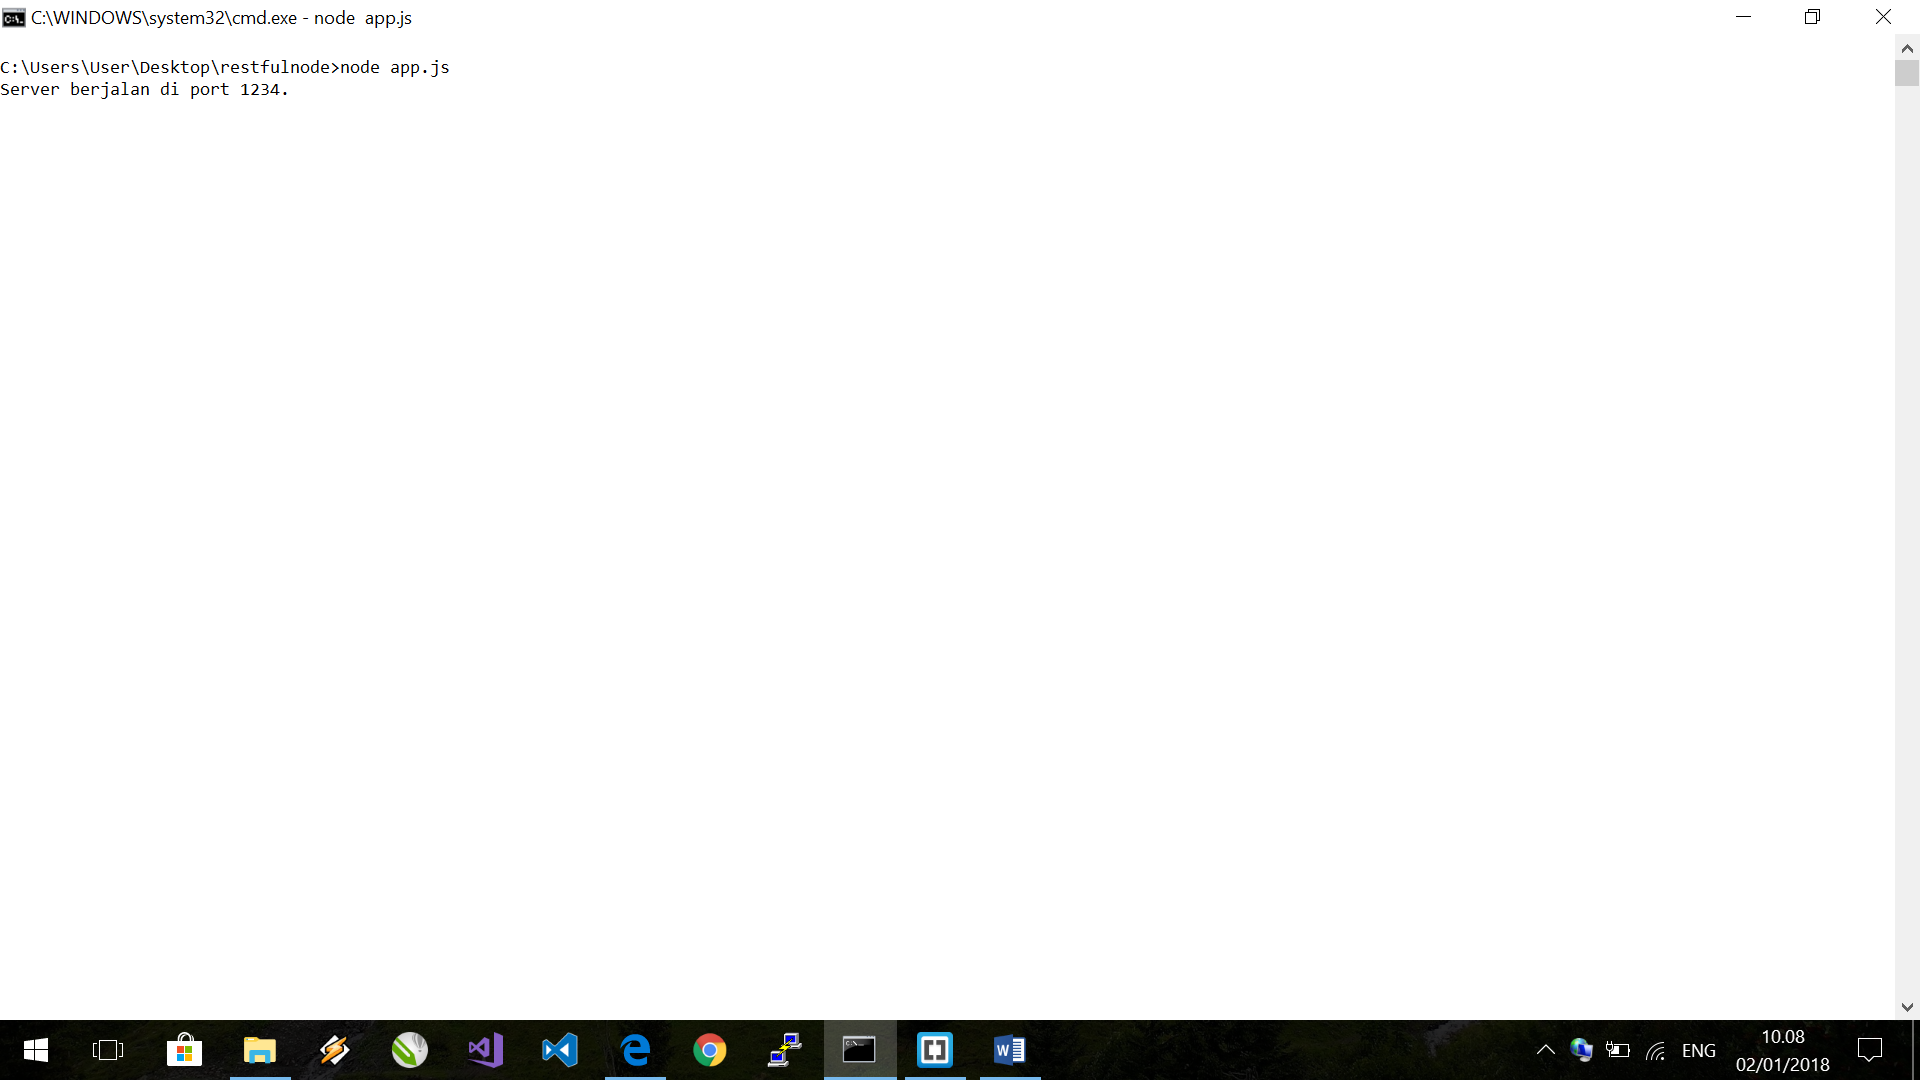 C:\WINDOWS\system32\cmd.exe - node  app.js
C:\Users\User\Desktop\restfulnode>node app.js
Server berjalan di port 1234.
ENG
10.08
02/01/2018